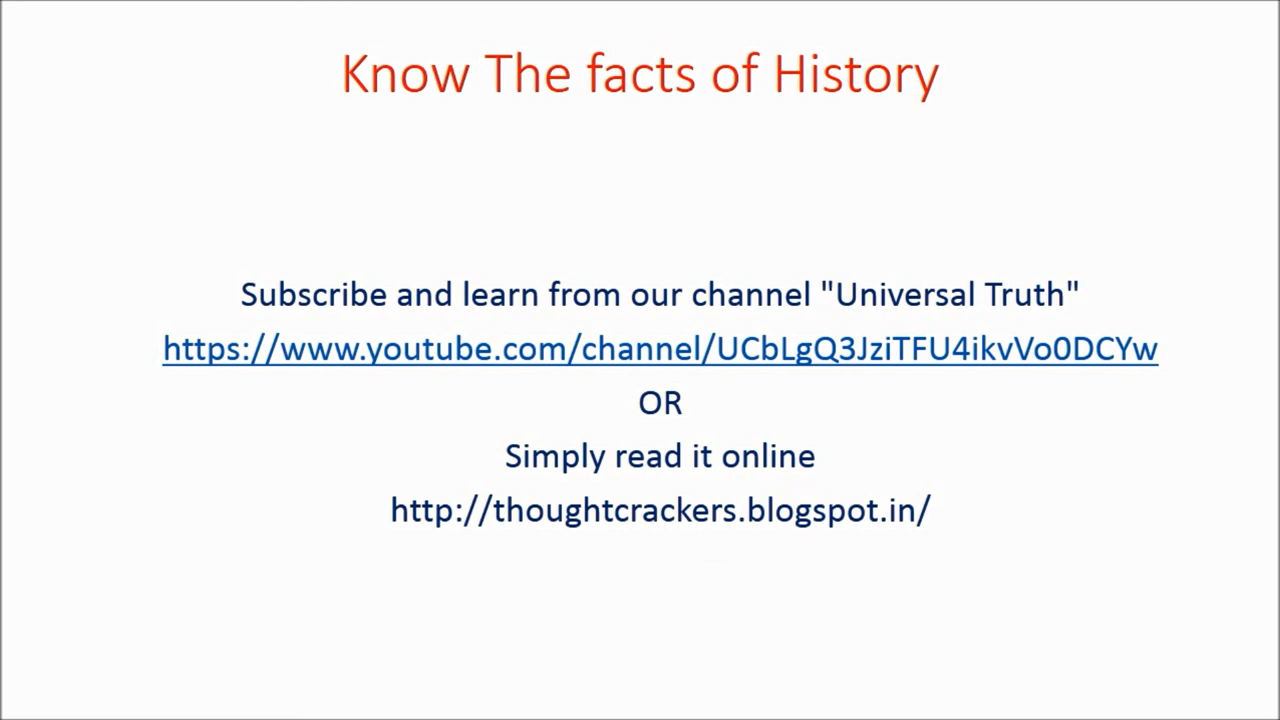 Know The facts of History
Subscribe and learn from our channel "Universal Truth"
https://www.youtube.com/channel/UCbLgQ3JziTFU4ikvVo0DCYw
OR
Simply read it online
http://thoughtcrackers.blogspot.in/